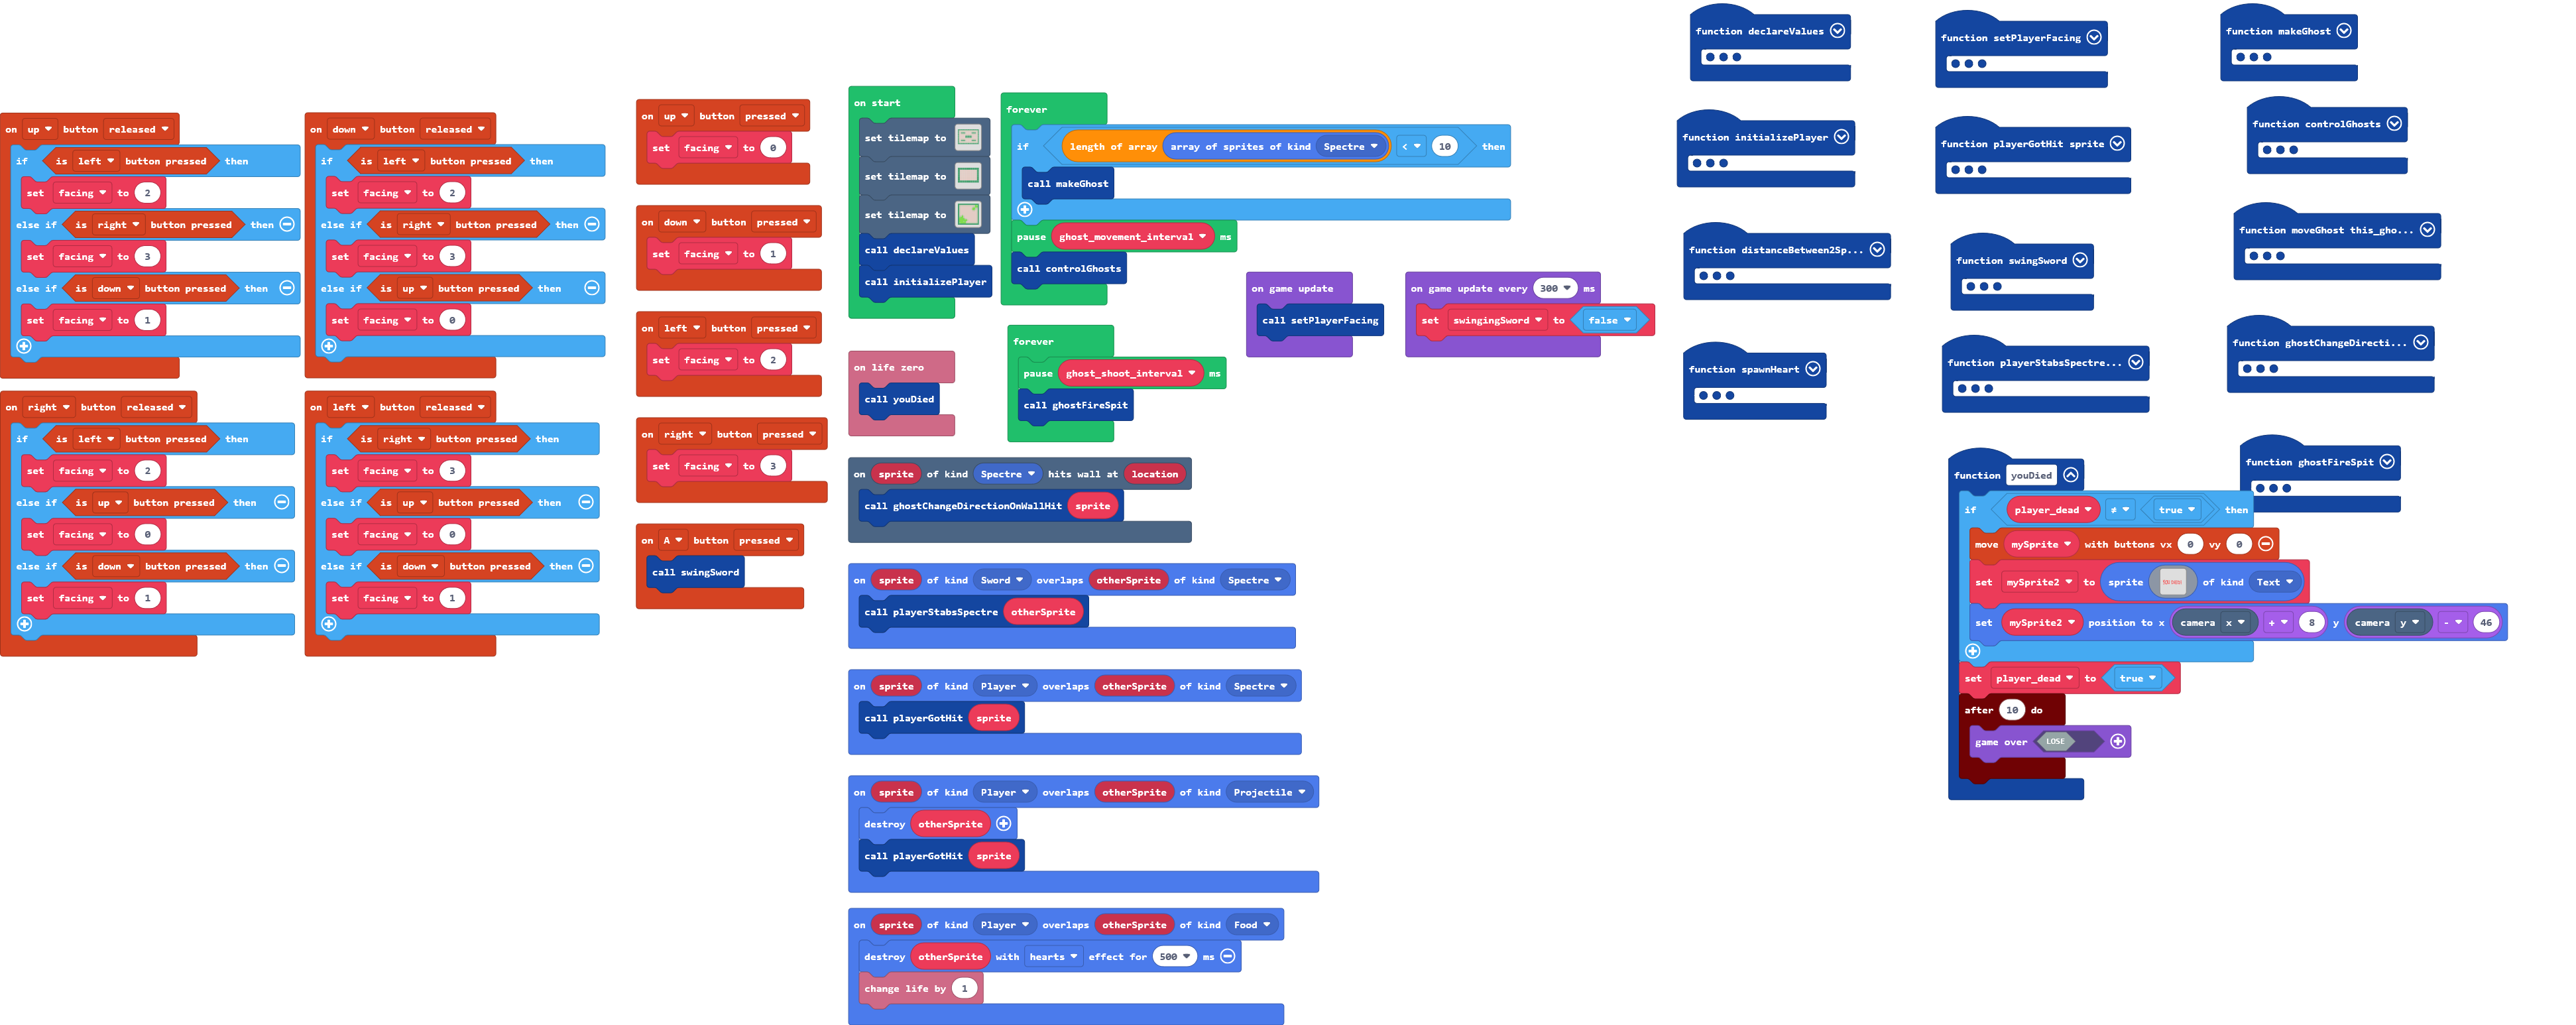 on up button released
if is left button pressed then
set facing to 2
else if is right button pressed then
set facing to 3
else if is down button pressed then
set facing to 1
on right button released
if is left button pressed then
set facing to 2
else if is up button pressed then
set facing to 0
else if is down button pressed then
set facing to 1
on down button released
if is left button pressed then
set facing to 2
else if is right button pressed then
set facing to 3
else if is up button pressed then
set facing to 0
on left button released
if is right button pressed then
set facing to 3
else if is up button pressed then
set facing to 0
else if is down button pressed then
set facing to 1
on up button pressed
set facing to 0
on down button pressed
set facing to 1
on left button pressed
set facing to 2
on right button pressed
set facing to 3
on A button pressed
call swingSword
on start
set tilemap to
set tilemap to
set tilemap to
call declareValues
call initializePlayer
on life zero
call youDied
forever
if length of array array of sprites of kind Spectre < 10 then
call makeGhost
pause ghost_movement_interval ms
call controlGhosts
forever
pause ghost_shoot_interval ms
call ghostFireSpit
on game update
call setPlayerFacing
on game update every 300 ms
set swingingSword to false
on sprite of kind Spectre hits wall at location
call ghostChangeDirectionOnWallHit sprite
on sprite of kind Sword overlaps otherSprite of kind Spectre
call playerStabsSpectre otherSprite
on sprite of kind Player overlaps otherSprite of kind Spectre
call playerGotHit sprite
on sprite of kind Player overlaps otherSprite of kind Projectile
destroy otherSprite
call playerGotHit sprite
on sprite of kind Player overlaps otherSprite of kind Food
destroy otherSprite with hearts effect for 500 ms
change life by 1
function declareValues
function initializePlayer
function distanceBetween2Sp...
function spawnHeart
function setPlayerFacing
function playerGotHit sprite
function swingSword
function playerStabsSpectre...
function youDied
if player_dead ≠ true then
move mySprite with buttons vx 0 vy 0
set mySprite2 to sprite of kind Text
set mySprite2 position to x camera x + 8 y camera y - 46
set player_dead to true
after 10 do
game over LOSE
function makeGhost
function controlGhosts
function moveGhost this_gho...
function ghostChangeDirecti...
function ghostFireSpit